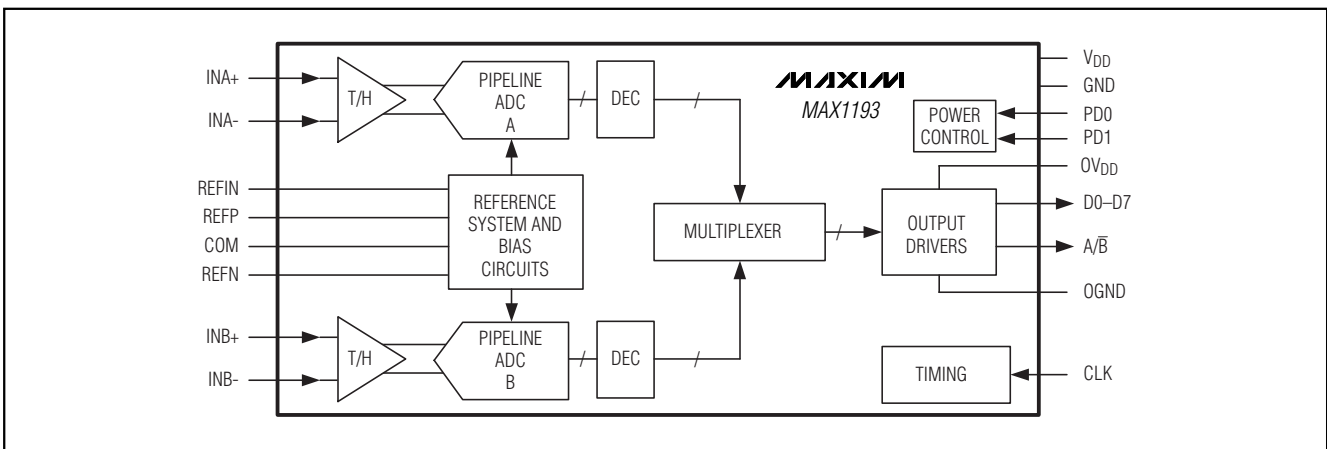 INA+
INA-
T/H
PIPELINE
ADC
A
DEC
MAXIM
MAX1193
POWER
CONTROL
VDD
GND
PD0
PD1
OVDD
REFIN
REFP
COM
REFN
REFERENCE
SYSTEM AND
BIAS
CIRCUITS
MULTIPLEXER
OUTPUT
DRIVERS
D0–D7
A/B̅
OGND
INB+
INB-
T/H
PIPELINE
ADC
B
DEC
TIMING
CLK